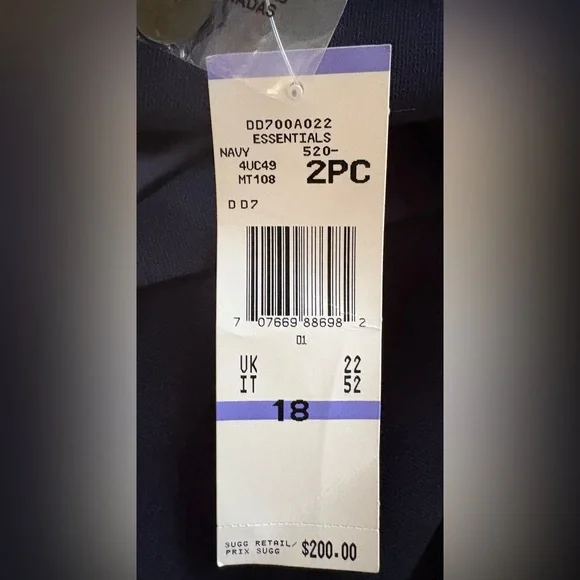 DD700A022
ESSENTIALS
NAVY 520-
4UC49 2PC
MT108
D D7
7 07669 88698 2
01
UK 22
IT 52
18
SUGG RETAIL/ $200.00
PRIX SUGG